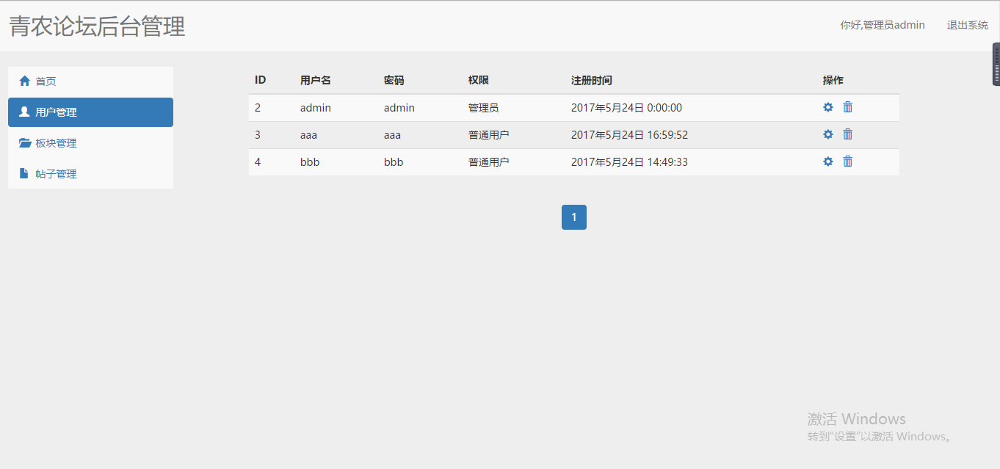 青农论坛后台管理
你好,管理员admin 退出系统
首页
用户管理
板块管理
帖子管理
ID 用户名 密码 权限 注册时间 操作
2 admin admin 管理员 2017年5月24日 0:00:00
3 aaa aaa 普通用户 2017年5月24日 16:59:52
4 bbb bbb 普通用户 2017年5月24日 14:49:33
1
激活 Windows
转到“设置”以激活 Windows。